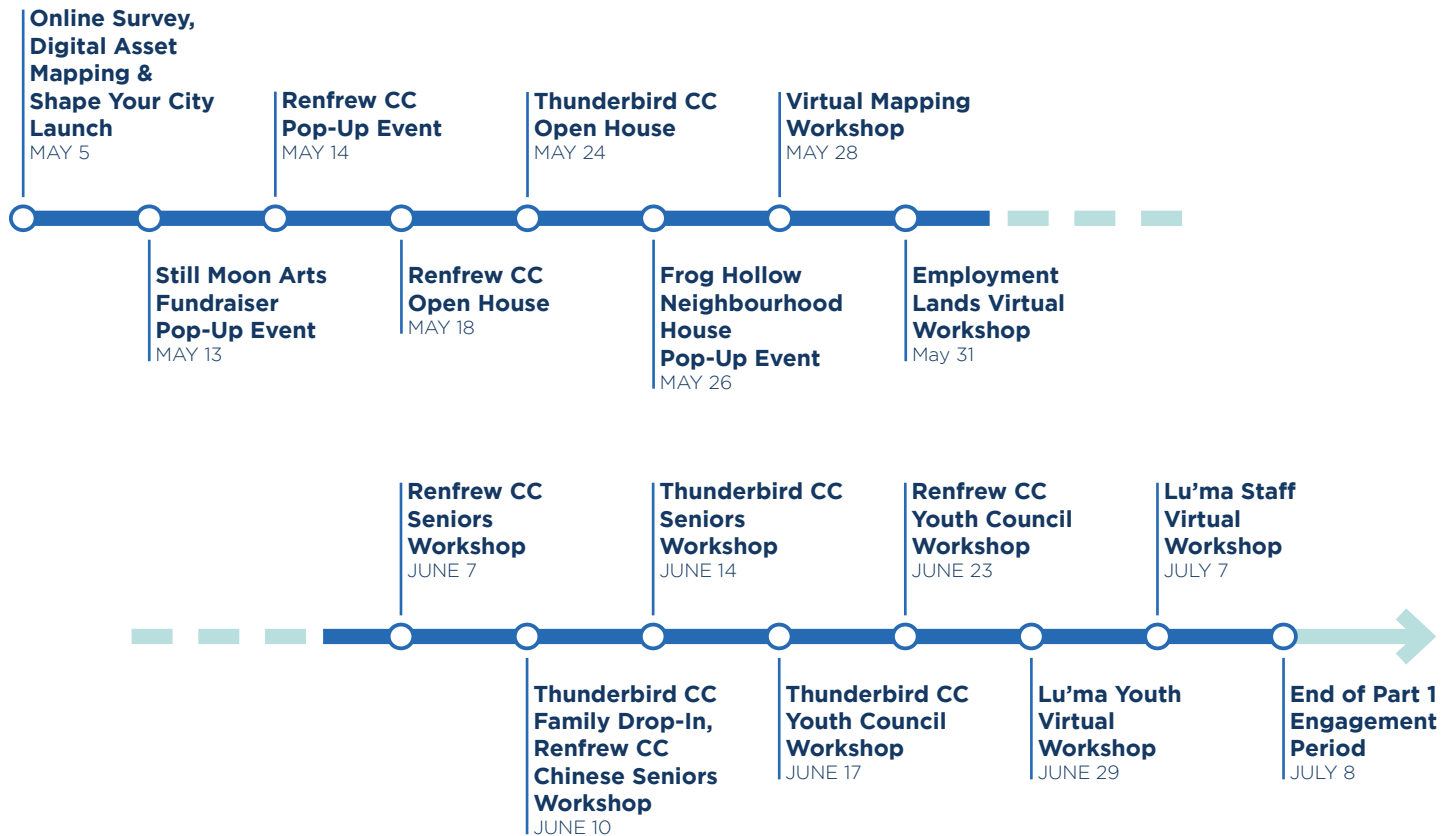 Online Survey,
Digital Asset
Mapping &
Shape Your City
Launch
MAY 5
Still Moon Arts
Fundraiser
Pop-Up Event
MAY 13
Renfrew CC
Pop-Up Event
MAY 14
Renfrew CC
Open House
MAY 18
Thunderbird CC
Open House
MAY 24
Frog Hollow
Neighbourhood
House
Pop-Up Event
MAY 26
Virtual Mapping
Workshop
MAY 28
Employment
Lands Virtual
Workshop
May 31
Renfrew CC
Seniors
Workshop
JUNE 7
Thunderbird CC
Family Drop-In,
Renfrew CC
Chinese Seniors
Workshop
JUNE 10
Thunderbird CC
Seniors
Workshop
JUNE 14
Thunderbird CC
Youth Council
Workshop
JUNE 17
Renfrew CC
Youth Council
Workshop
JUNE 23
Lu’ma Youth
Virtual
Workshop
JUNE 29
Lu’ma Staff
Virtual
Workshop
JULY 7
End of Part 1
Engagement
Period
JULY 8